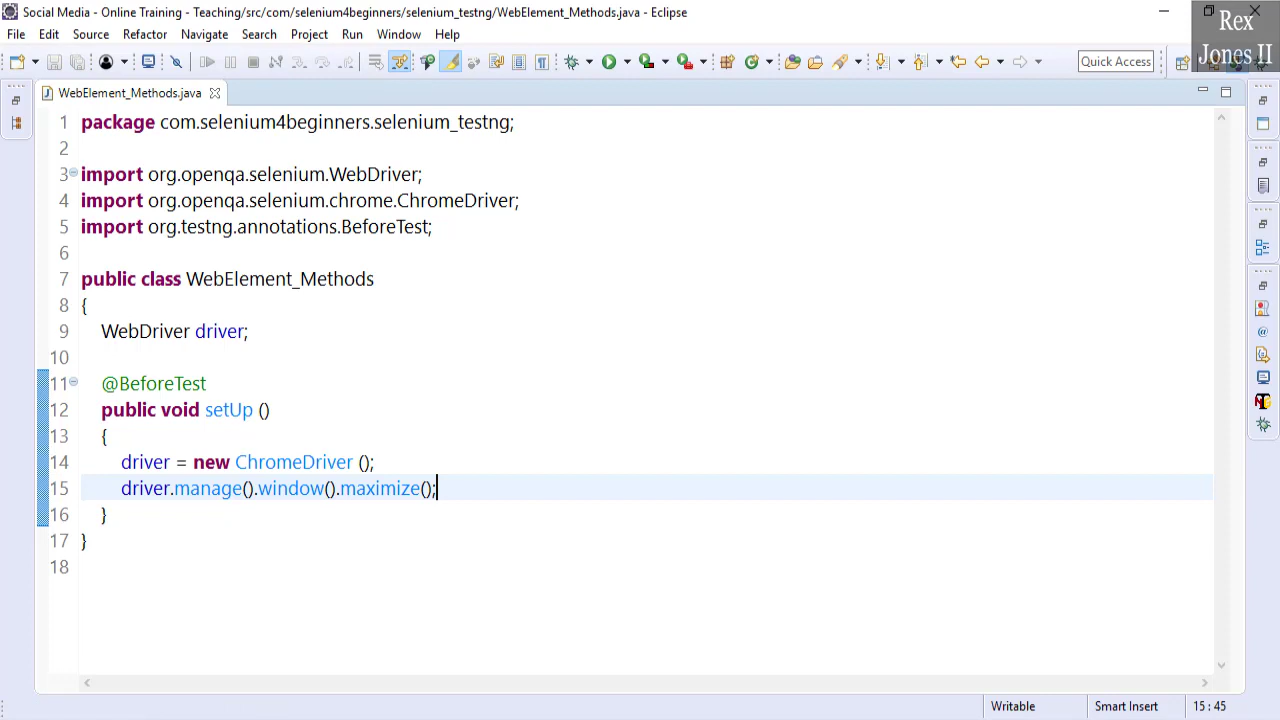 Social Media - Online Training - Teaching/src/com/selenium4beginners/selenium_testng/WebElement_Methods.java - Eclipse
Rex
Jones II
File Edit Source Refactor Navigate Search Project Run Window Help
Quick Access
WebElement_Methods.java
1 package com.selenium4beginners.selenium_testng;
2
3 import org.openqa.selenium.WebDriver;
4 import org.openqa.selenium.chrome.ChromeDriver;
5 import org.testng.annotations.BeforeTest;
6
7 public class WebElement_Methods
8 {
9 WebDriver driver;
10
11 @BeforeTest
12 public void setUp ()
13 {
14 driver = new ChromeDriver ();
15 driver.manage().window().maximize();
16 }
17 }
18
Writable Smart Insert 15 : 45